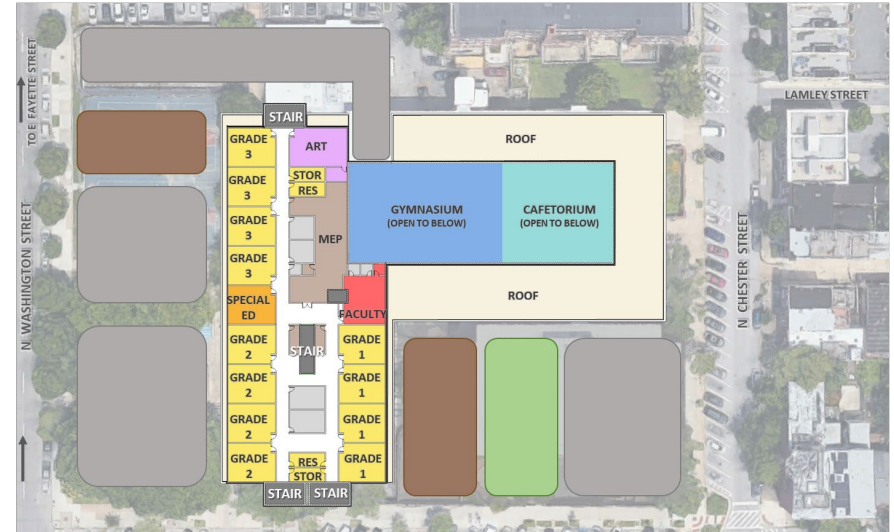 TO E FAYETTE STREET
N WASHINGTON STREET
STAIR
GRADE
3
GRADE
3
GRADE
3
GRADE
3
SPECIAL
ED
GRADE
2
GRADE
2
GRADE
2
GRADE
2
ART
STOR
RES
MEP
STAIR
RES
STOR
FACULTY
GRADE
1
GRADE
1
GRADE
1
GRADE
1
STAIR
STAIR
ROOF
GYMNASIUM
(OPEN TO BELOW)
CAFETORIUM
(OPEN TO BELOW)
ROOF
N CHESTER STREET
LAMLEY STREET